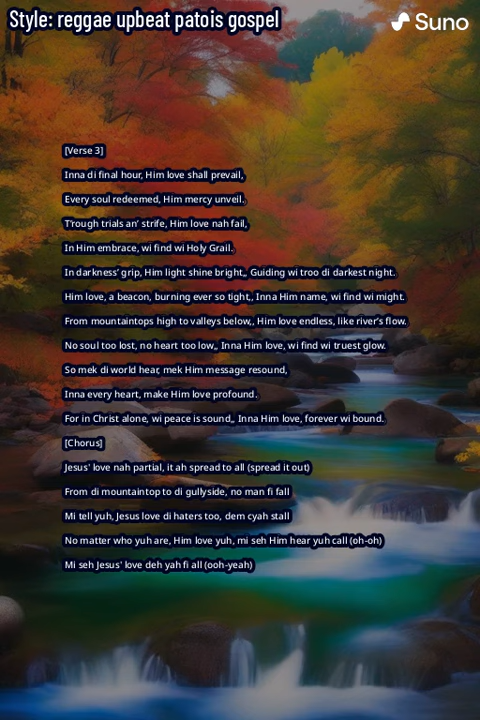 Style: reggae upbeat patois gospel
Suno
[Verse 3]
Inna di final hour, Him love shall prevail,
Every soul redeemed, Him mercy unveil.
T'rough trials an' strife, Him love nah fail,
In Him embrace, wi find wi Holy Grail.
In darkness' grip, Him light shine bright,, Guiding wi troo di darkest night.
Him love, a beacon, burning ever so tight,, Inna Him name, wi find wi might.
From mountaintops high to valleys below,, Him love endless, like river's flow.
No soul too lost, no heart too low,, Inna Him love, wi find wi truest glow.
So mek di world hear, mek Him message resound,
Inna every heart, make Him love profound.
For in Christ alone, wi peace is sound,, Inna Him love, forever wi bound.
[Chorus]
Jesus' love nah partial, it ah spread to all (spread it out)
From di mountaintop to di gullyside, no man fi fall
Mi tell yuh, Jesus love di haters too, dem cyah stall
No matter who yuh are, Him love yuh, mi seh Him hear yuh call (oh-oh)
Mi seh Jesus' love deh yah fi all (ooh-yeah)